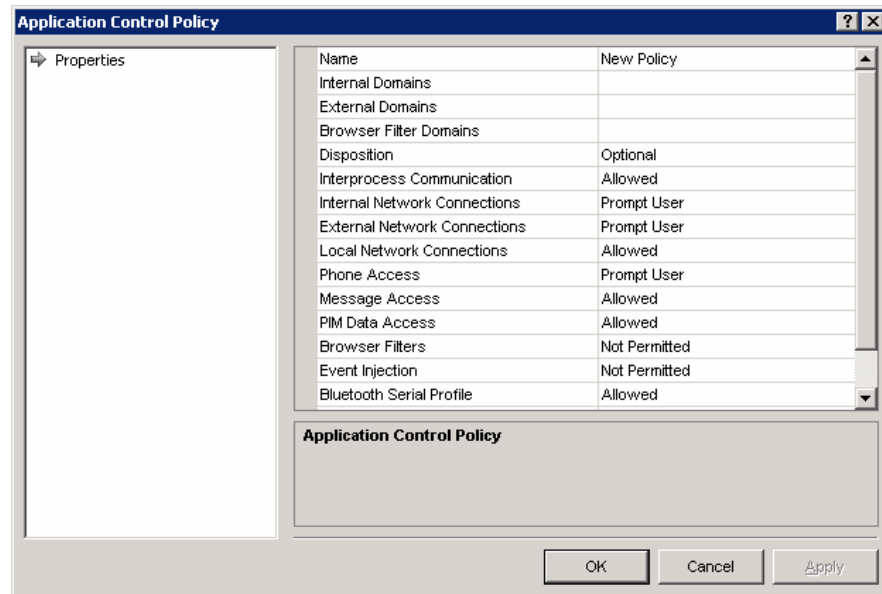 Application Control Policy
Properties
Name New Policy
Internal Domains
External Domains
Browser Filter Domains
Disposition Optional
Interprocess Communication Allowed
Internal Network Connections Prompt User
External Network Connections Prompt User
Local Network Connections Allowed
Phone Access Prompt User
Message Access Allowed
PIM Data Access Allowed
Browser Filters Not Permitted
Event Injection Not Permitted
Bluetooth Serial Profile Allowed
Application Control Policy
OK Cancel Apply